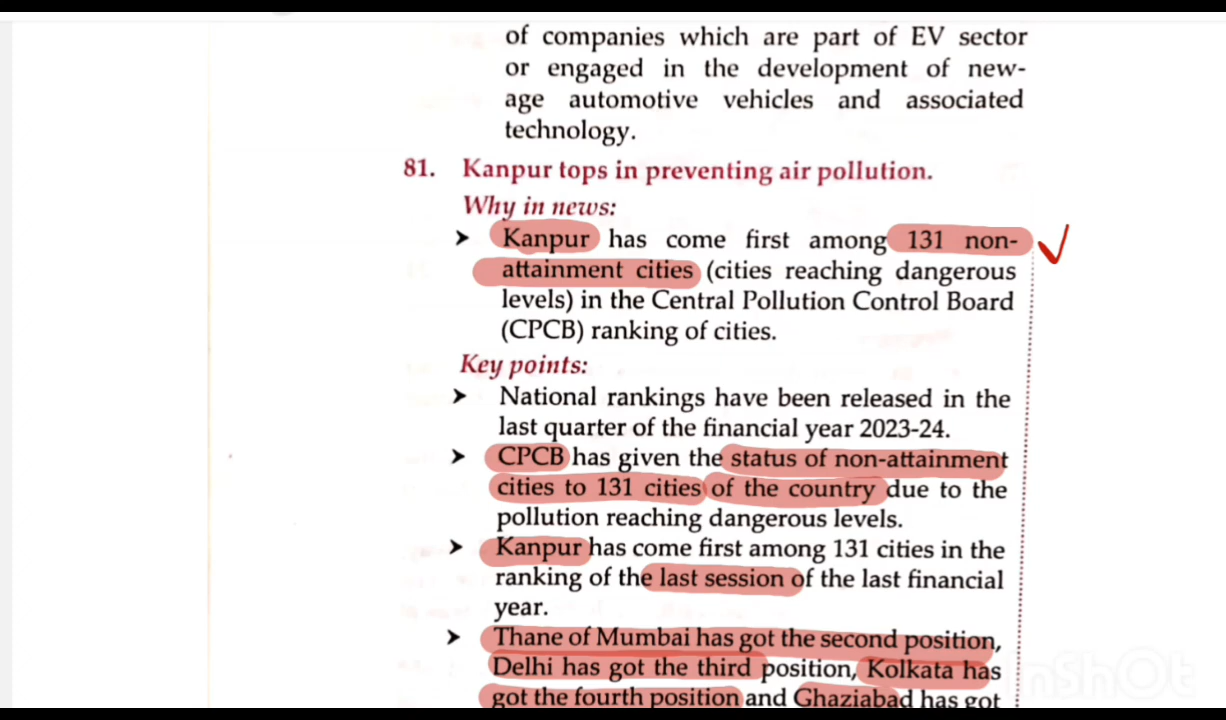 of companies which are part of EV sector
or engaged in the development of new-
age automotive vehicles and associated
technology.
81. Kanpur tops in preventing air pollution.
Why in news:
➤ Kanpur has come first among 131 non-
attainment cities (cities reaching dangerous
levels) in the Central Pollution Control Board
(CPCB) ranking of cities.
Key points:
➤ National rankings have been released in the
last quarter of the financial year 2023-24.
➤ CPCB has given the status of non-attainment
cities to 131 cities of the country due to the
pollution reaching dangerous levels.
➤ Kanpur has come first among 131 cities in the
ranking of the last session of the last financial
year.
➤ Thane of Mumbai has got the second position,
Delhi has got the third position, Kolkata has
got the fourth position and Ghaziabad has got
InShOt